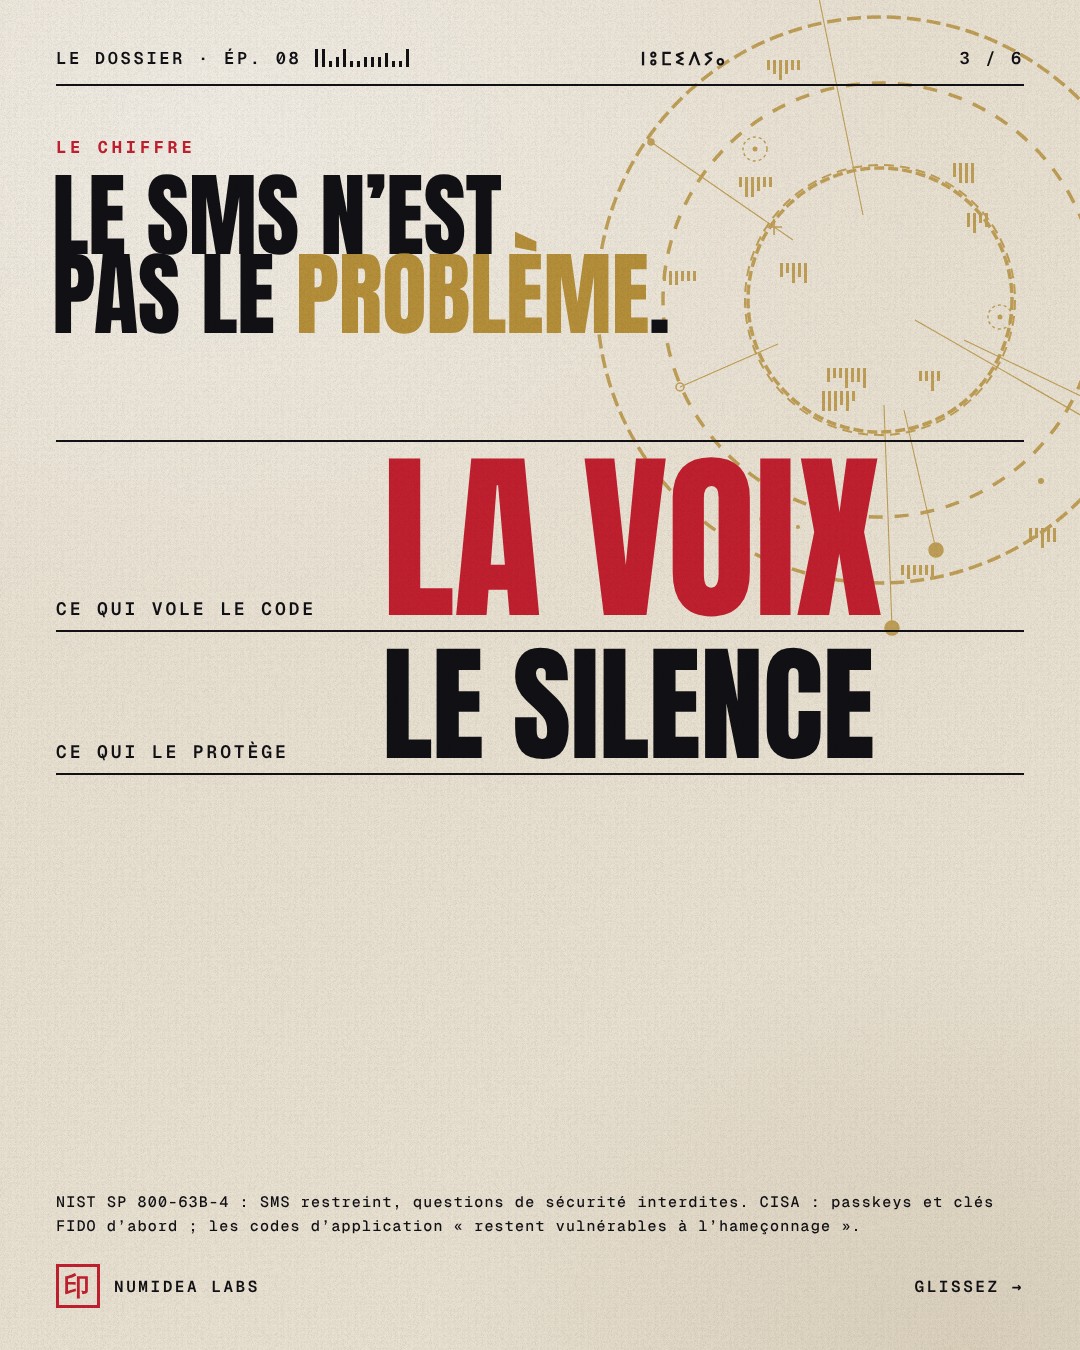 LE DOSSIER · ÉP. 08
ⵏⵓⵎⵉⴷⵢⴰ
3 / 6
LE CHIFFRE
LE SMS N’EST
PAS LE PROBLÈME.
LA VOIX
CE QUI VOLE LE CODE
LE SILENCE
CE QUI LE PROTÈGE
NIST SP 800-63B-4 : SMS restreint, questions de sécurité interdites. CISA : passkeys et clés
FIDO d’abord ; les codes d’application « restent vulnérables à l’hameçonnage ».
印 NUMIDEA LABS
GLISSEZ →